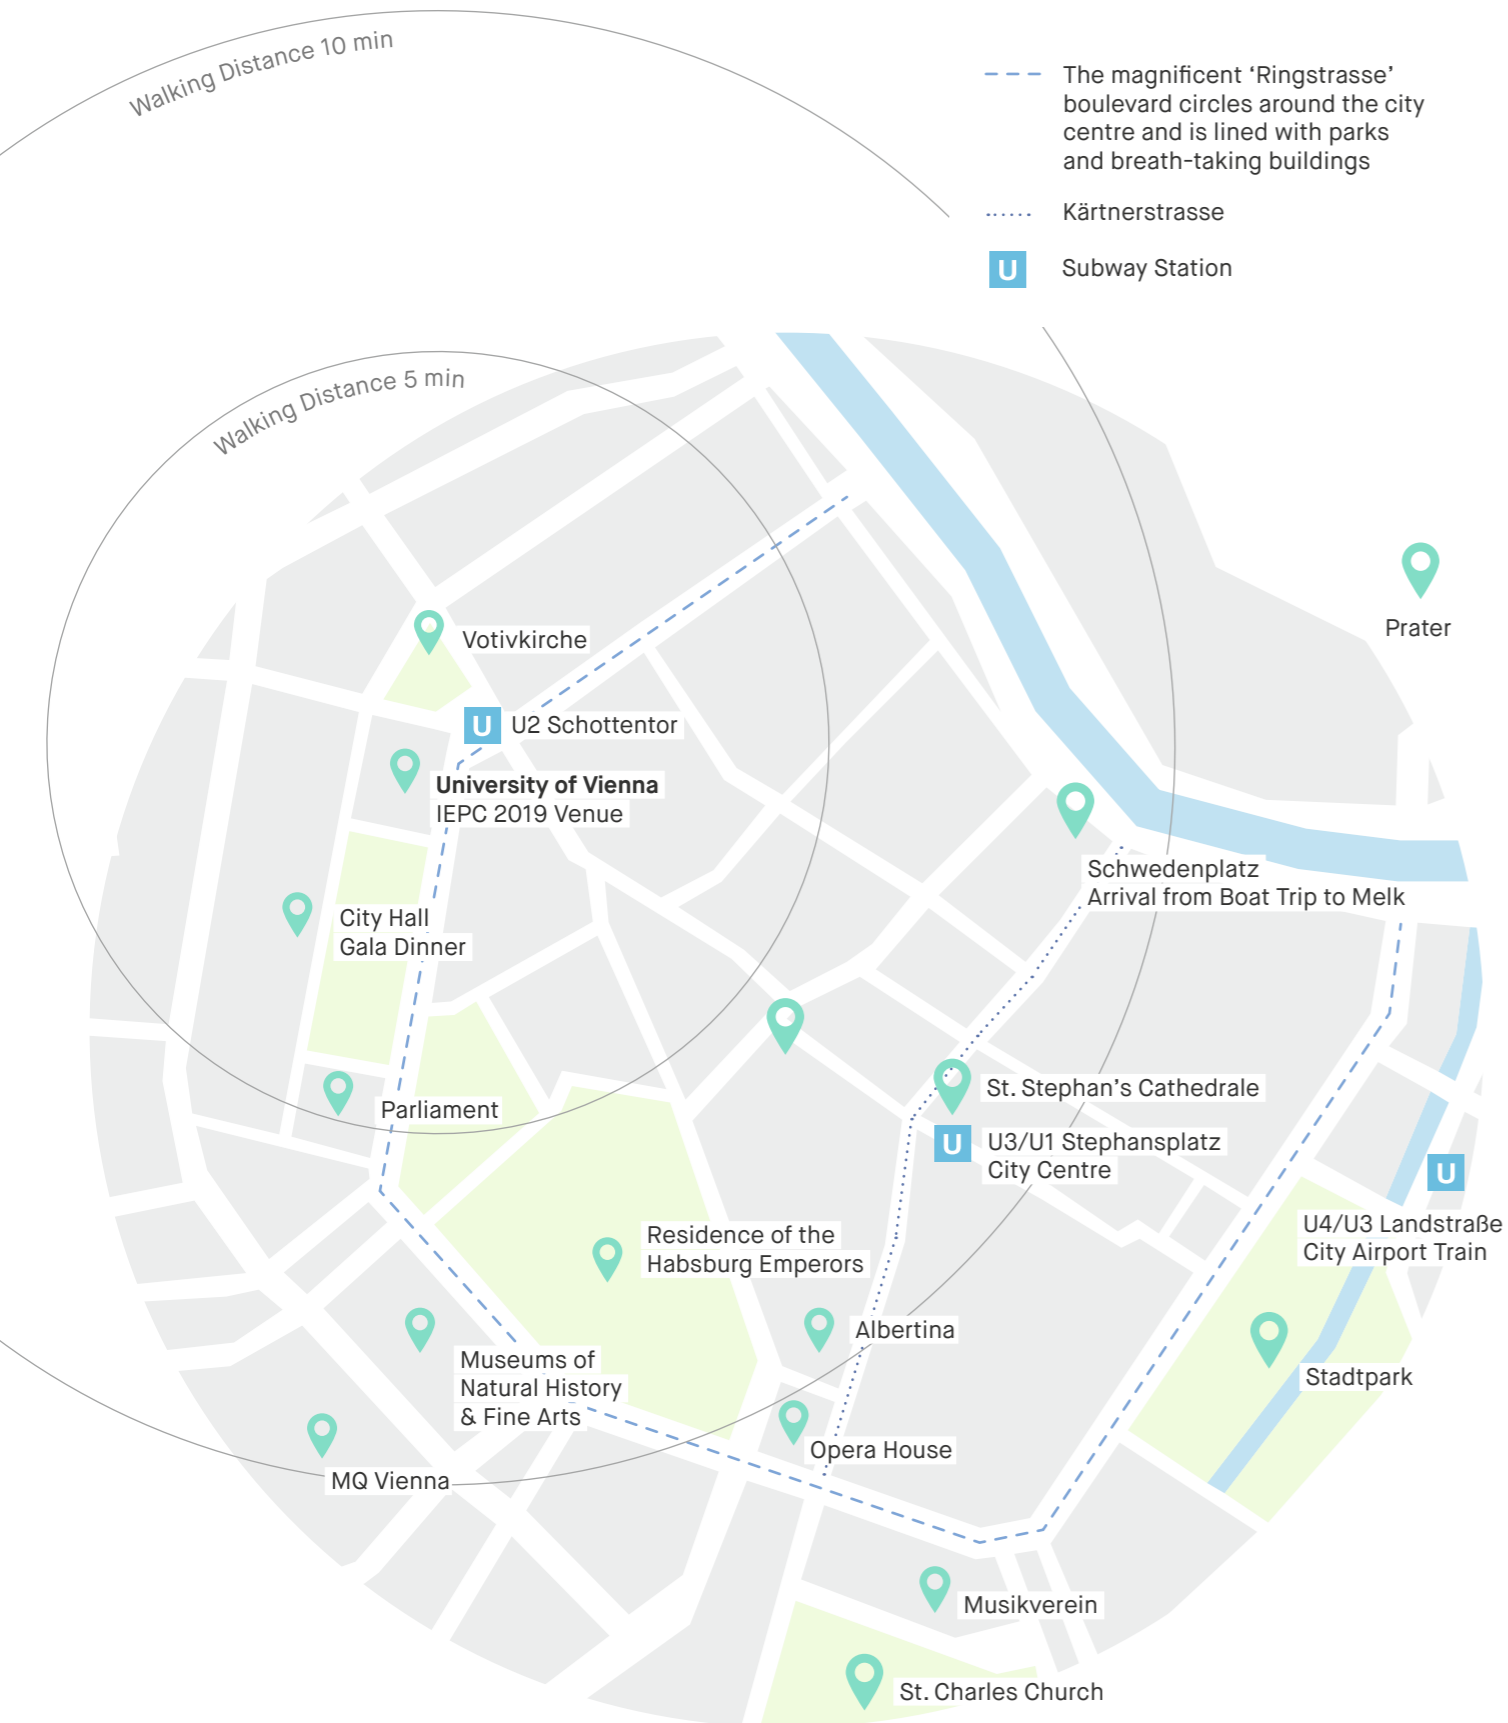 Walking Distance 10 min
The magnificent ‘Ringstrasse’
boulevard circles around the city
centre and is lined with parks
and breath-taking buildings
Kärtnerstrasse
U
Subway Station
Walking Distance 5 min
Prater
Votivkirche
U
U2 Schottentor
University of Vienna
IEPC 2019 Venue
Schwedenplatz
Arrival from Boat Trip to Melk
City Hall
Gala Dinner
St. Stephan’s Cathedrale
Parliament
U
U3/U1 Stephansplatz
City Centre
U
U4/U3 Landstraße
City Airport Train
Residence of the
Habsburg Emperors
Albertina
Museums of
Natural History
& Fine Arts
Stadtpark
Opera House
MQ Vienna
Musikverein
St. Charles Church